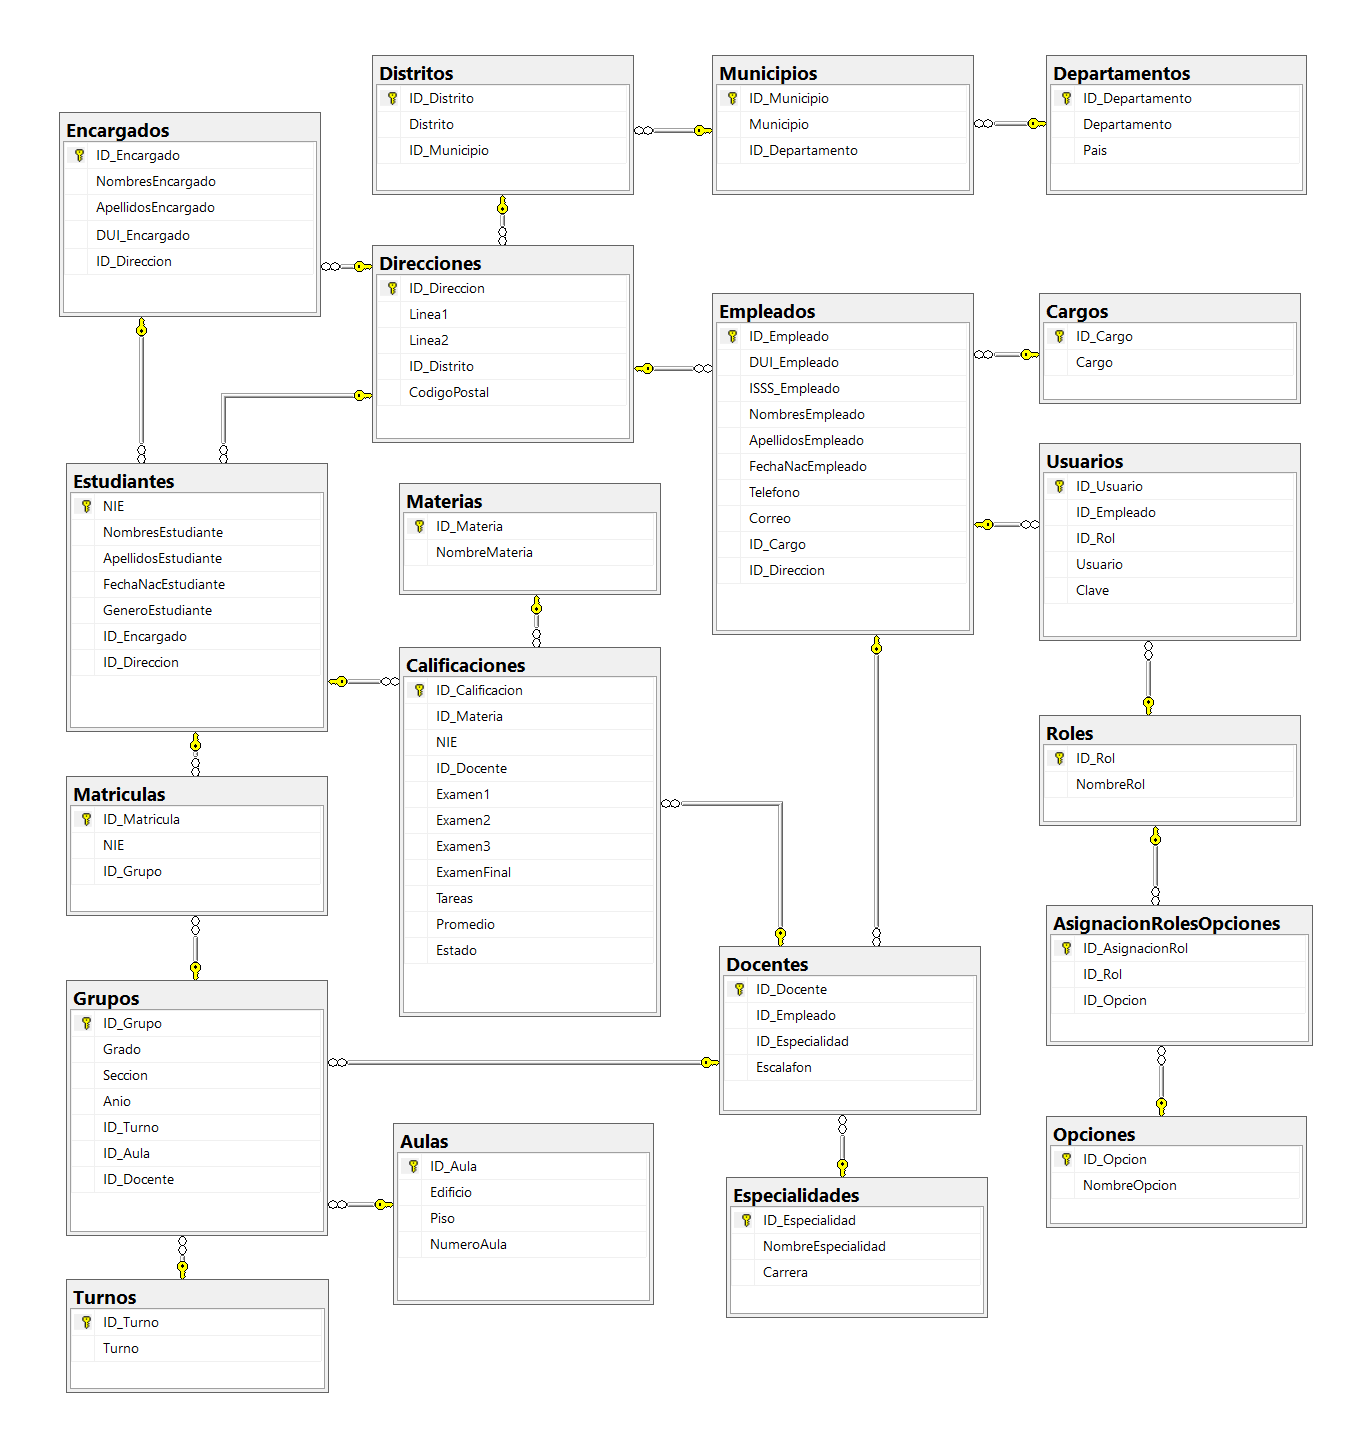 Distritos
ID_Distrito
Distrito
ID_Municipio
Municipios
ID_Municipio
Municipio
ID_Departamento
Departamentos
ID_Departamento
Departamento
Pais
Encargados
ID_Encargado
NombresEncargado
ApellidosEncargado
DUI_Encargado
ID_Direccion
Direcciones
ID_Direccion
Linea1
Linea2
ID_Distrito
CodigoPostal
Empleados
ID_Empleado
DUI_Empleado
ISSS_Empleado
NombresEmpleado
ApellidosEmpleado
FechaNacEmpleado
Telefono
Correo
ID_Cargo
ID_Direccion
Cargos
ID_Cargo
Cargo
Usuarios
ID_Usuario
ID_Empleado
ID_Rol
Usuario
Clave
Estudiantes
NIE
NombresEstudiante
ApellidosEstudiante
FechaNacEstudiante
GeneroEstudiante
ID_Encargado
ID_Direccion
Materias
ID_Materia
NombreMateria
Calificaciones
ID_Calificacion
ID_Materia
NIE
ID_Docente
Examen1
Examen2
Examen3
ExamenFinal
Tareas
Promedio
Estado
Roles
ID_Rol
NombreRol
Matriculas
ID_Matricula
NIE
ID_Grupo
AsignacionRolesOpciones
ID_AsignacionRol
ID_Rol
ID_Opcion
Docentes
ID_Docente
ID_Empleado
ID_Especialidad
Escalafon
Grupos
ID_Grupo
Grado
Seccion
Anio
ID_Turno
ID_Aula
ID_Docente
Aulas
ID_Aula
Edificio
Piso
NumeroAula
Opciones
ID_Opcion
NombreOpcion
Especialidades
ID_Especialidad
NombreEspecialidad
Carrera
Turnos
ID_Turno
Turno